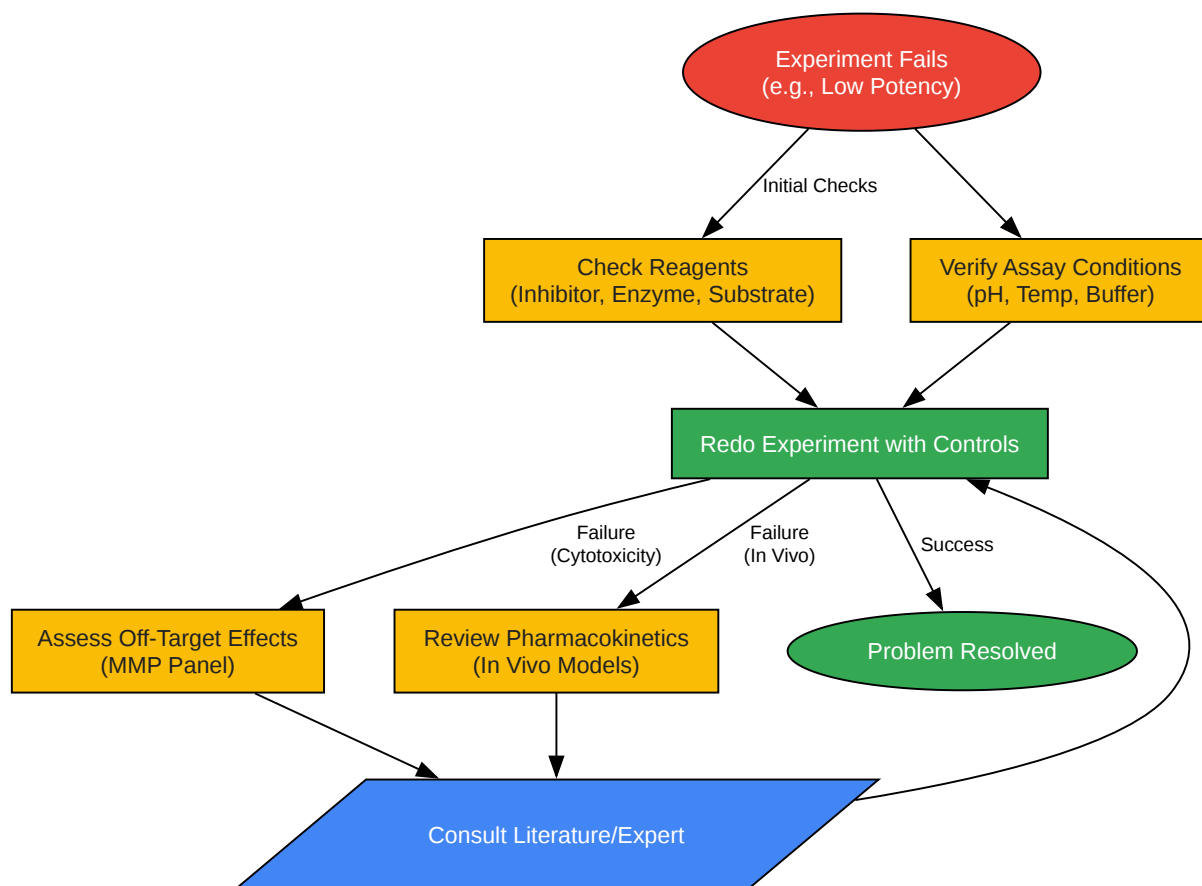 Experiment Fails
(e.g., Low Potency)
Initial Checks
Check Reagents
(Inhibitor, Enzyme, Substrate)
Verify Assay Conditions
(pH, Temp, Buffer)
Redo Experiment with Controls
Failure
(Cytotoxicity)
Failure
(In Vivo)
Success
Assess Off-Target Effects
(MMP Panel)
Review Pharmacokinetics
(In Vivo Models)
Problem Resolved
Consult Literature/Expert